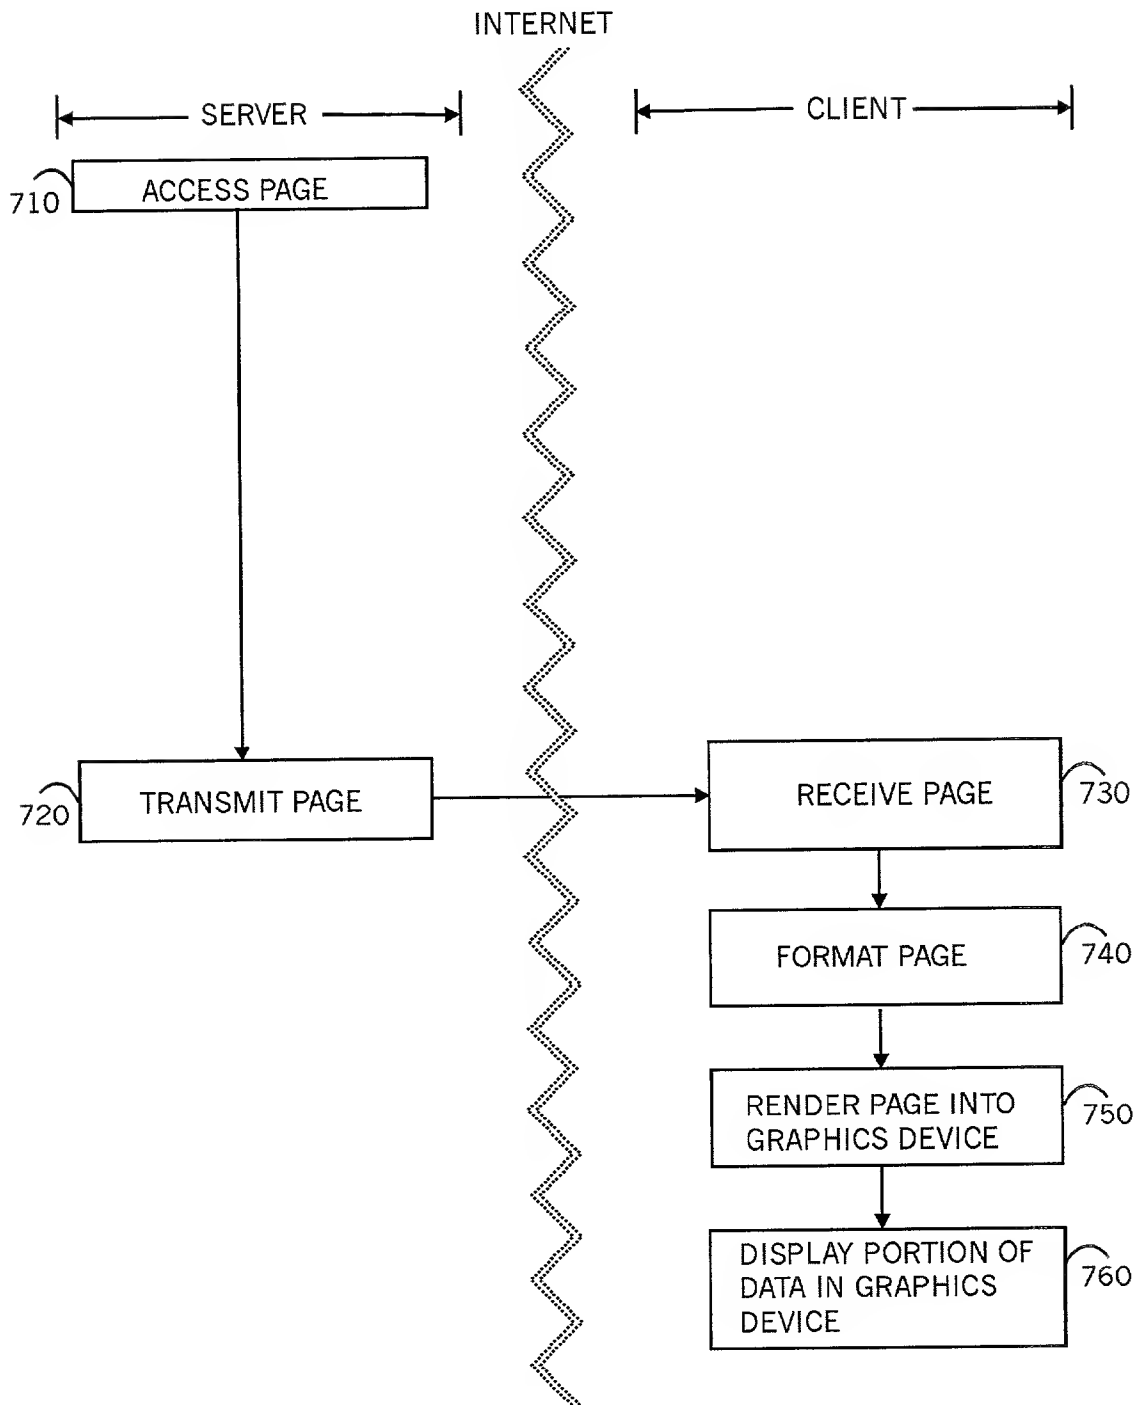 INTERNET
SERVER
CLIENT
710
ACCESS PAGE
720
TRANSMIT PAGE
RECEIVE PAGE
730
FORMAT PAGE
740
RENDER PAGE INTO
GRAPHICS DEVICE
750
DISPLAY PORTION OF
DATA IN GRAPHICS
DEVICE
760